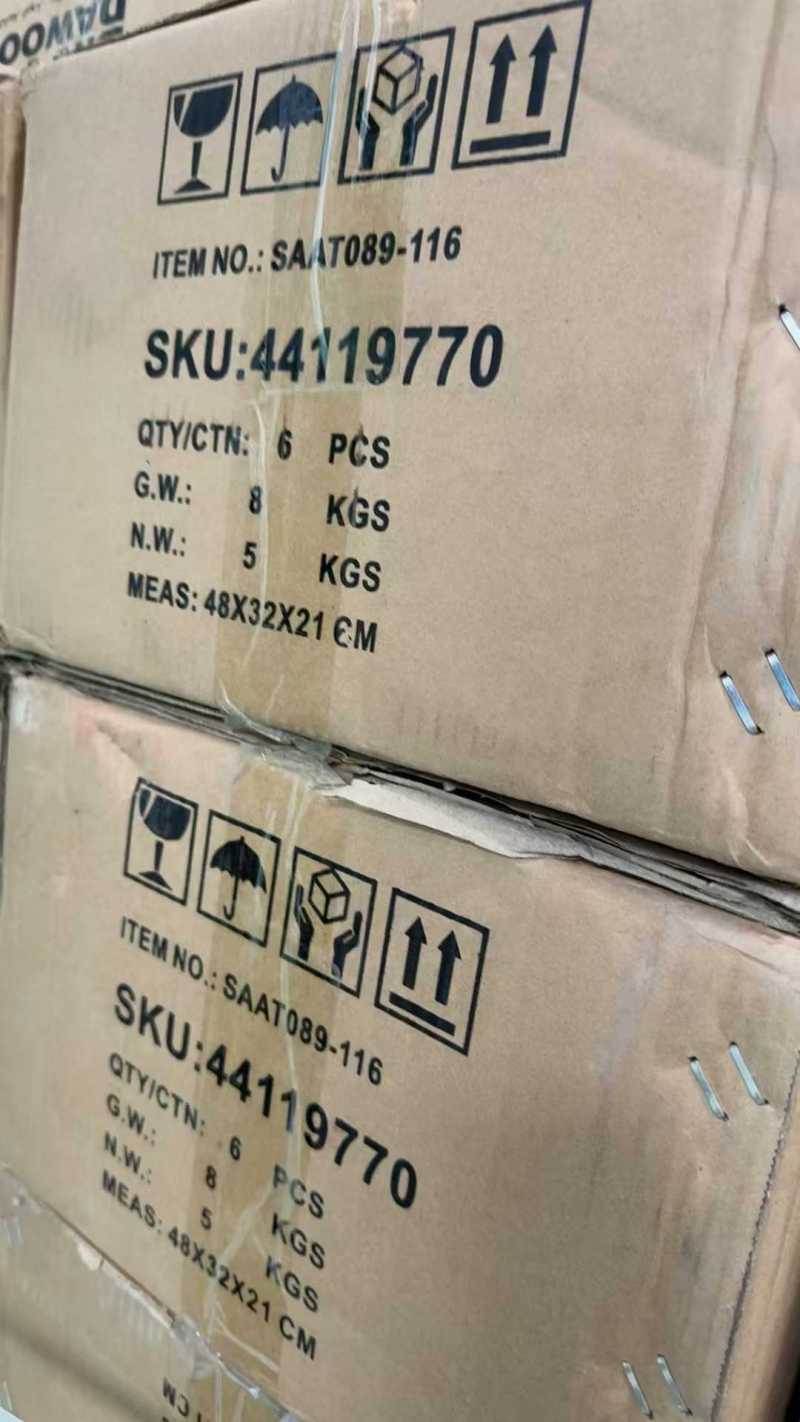 DAWOO
ITEM NO.: SAAT089-116
SKU:44119770
QTY/CTN: 6 PCS
G.W.: 8 KGS
N.W.: 5 KGS
MEAS: 48X32X21 CM
ITEM NO.: SAAT089-116
SKU:44119770
QTY/CTN: 6 PCS
G.W.: 8 KGS
N.W.: 5 KGS
MEAS: 48X32X21 CM